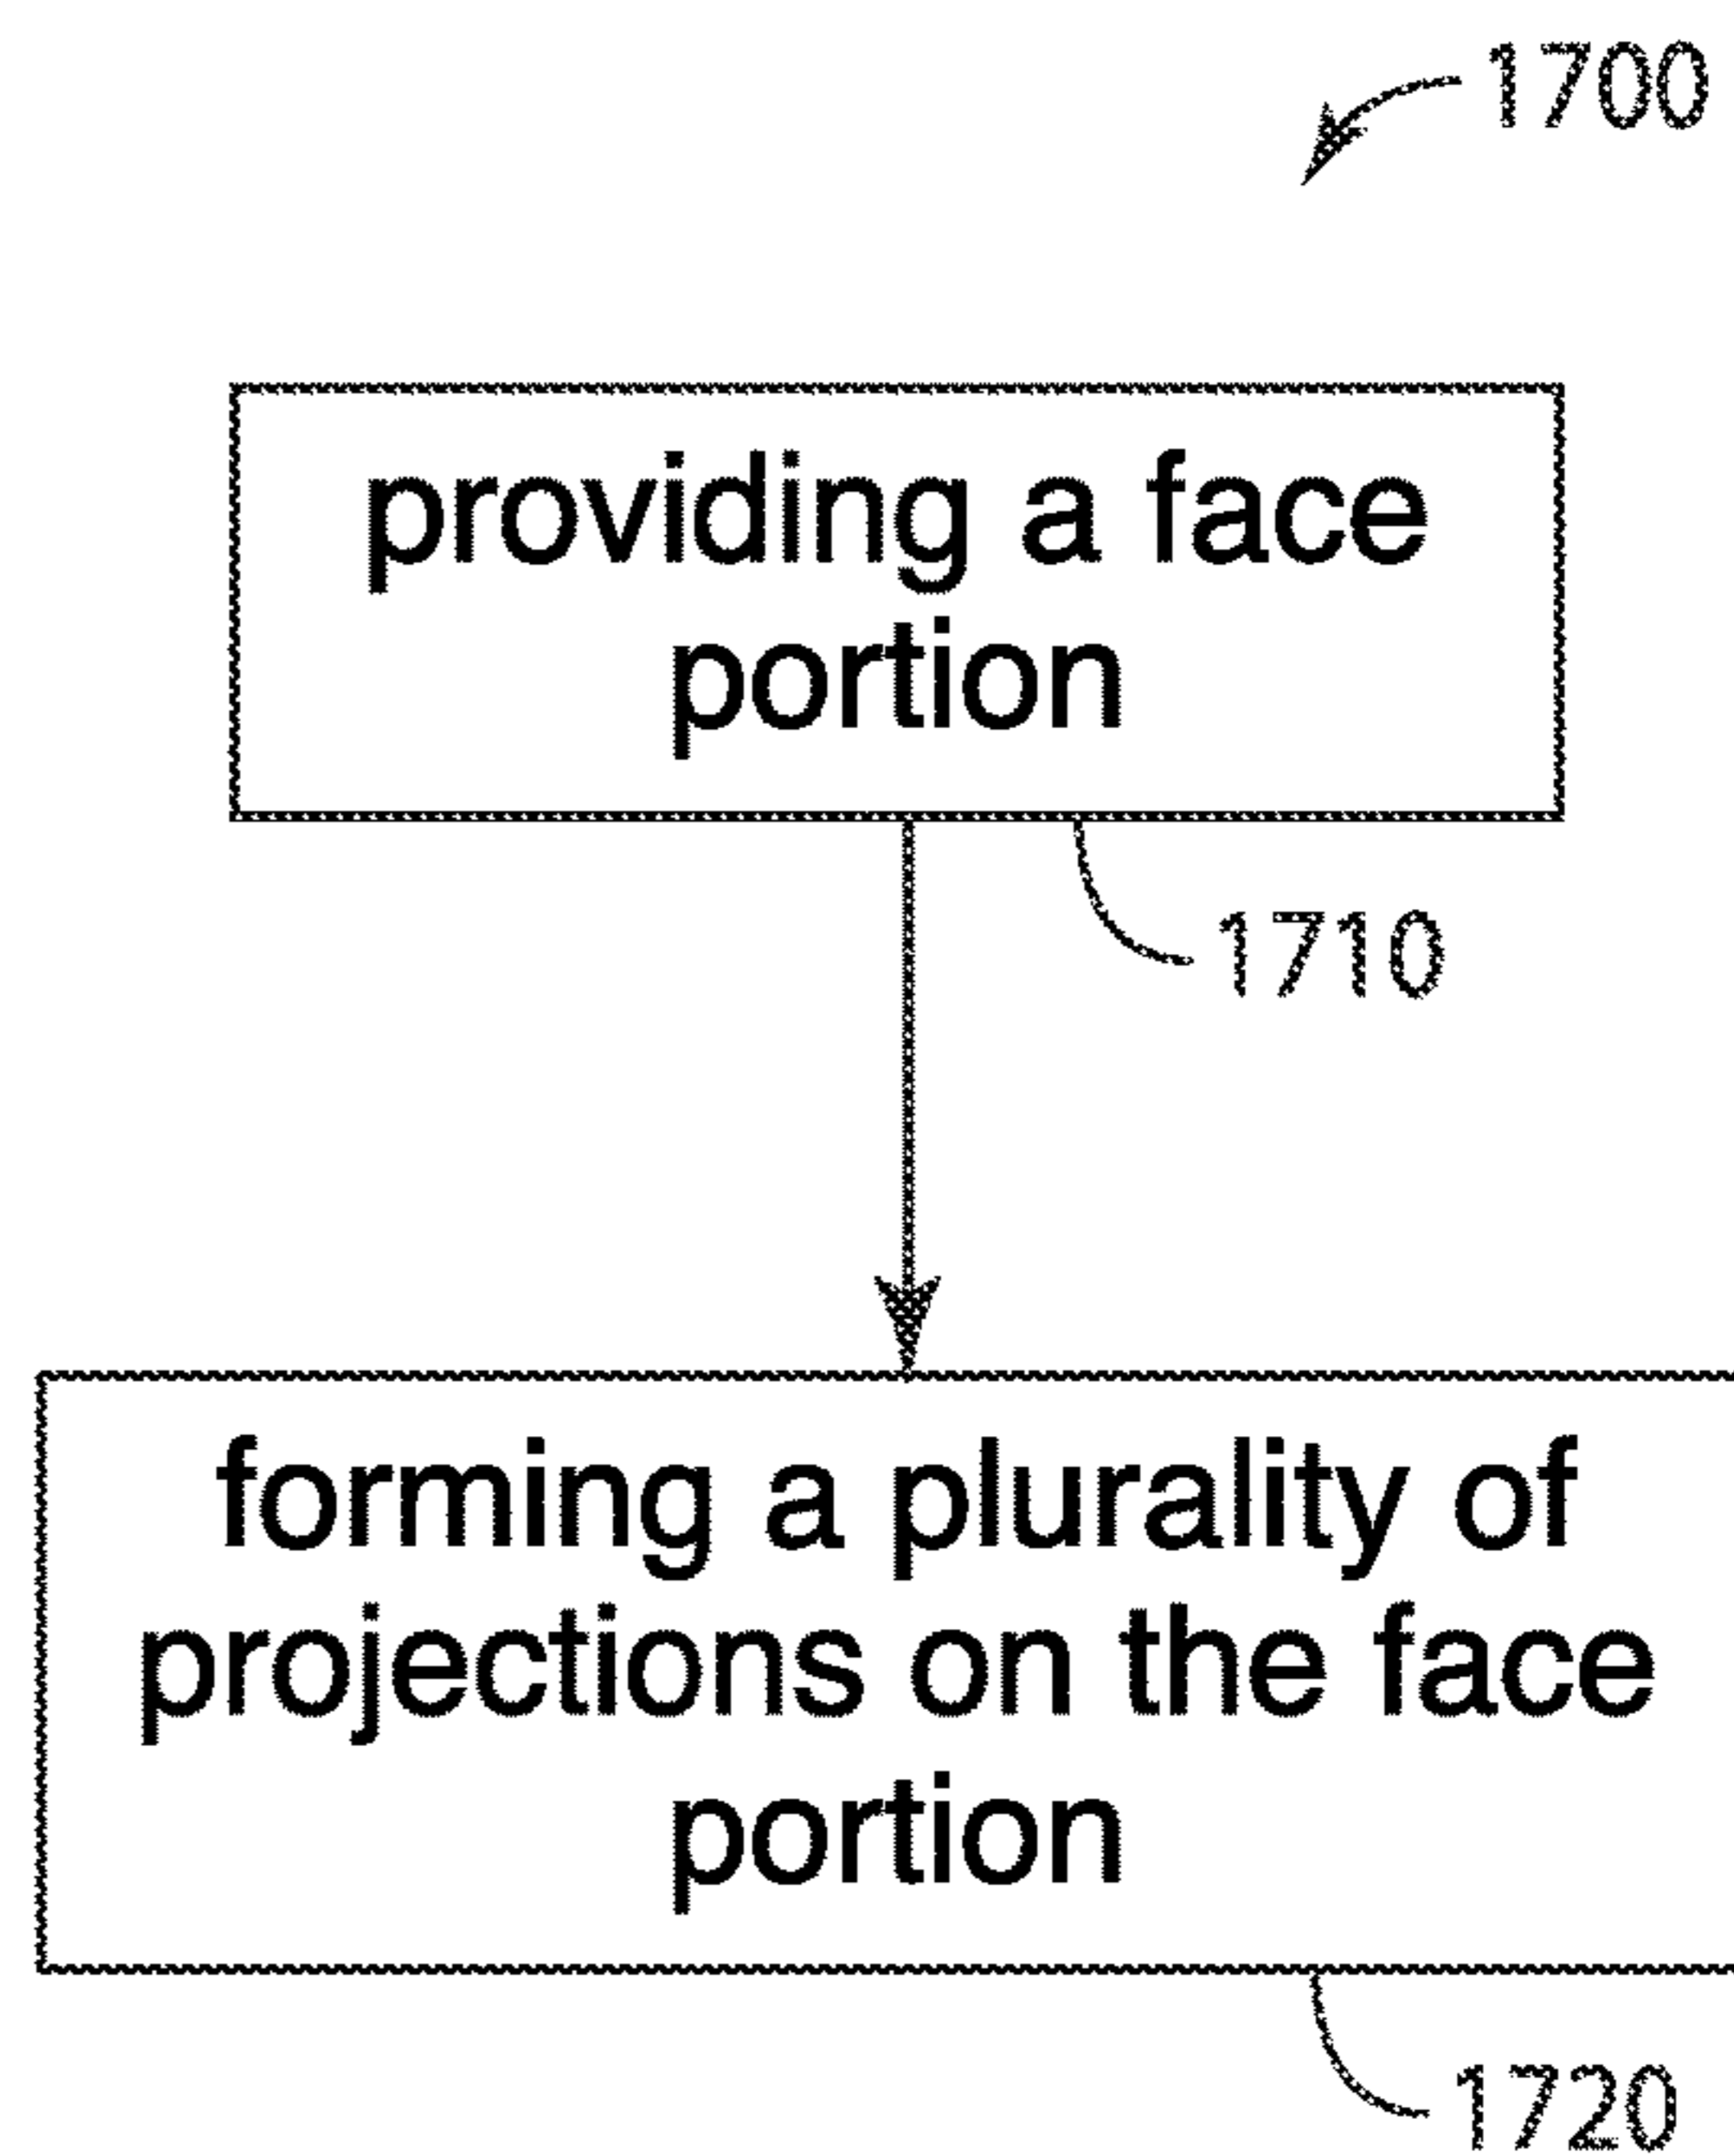 1700
providing a face
portion
1710
forming a plurality of
projections on the face
portion
1720